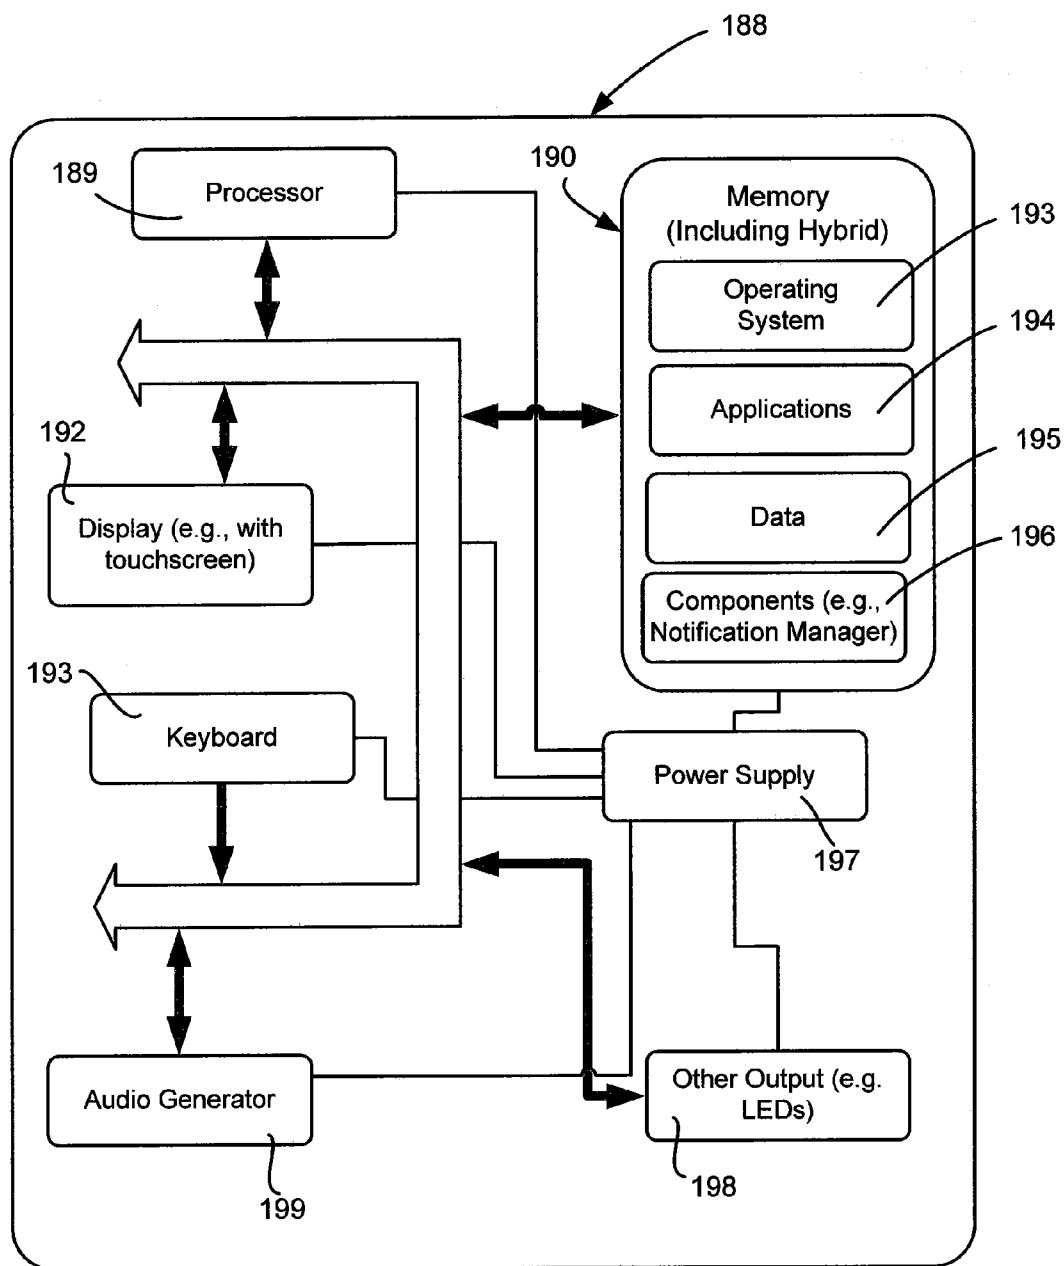 188
189
Processor
190
Memory
(Including Hybrid)
193
Operating
System
194
Applications
192
195
Display (e.g., with
touchscreen)
Data
196
Components (e.g.,
Notification Manager)
193
Keyboard
Power Supply
197
Audio Generator
199
Other Output (e.g.
LEDs)
198